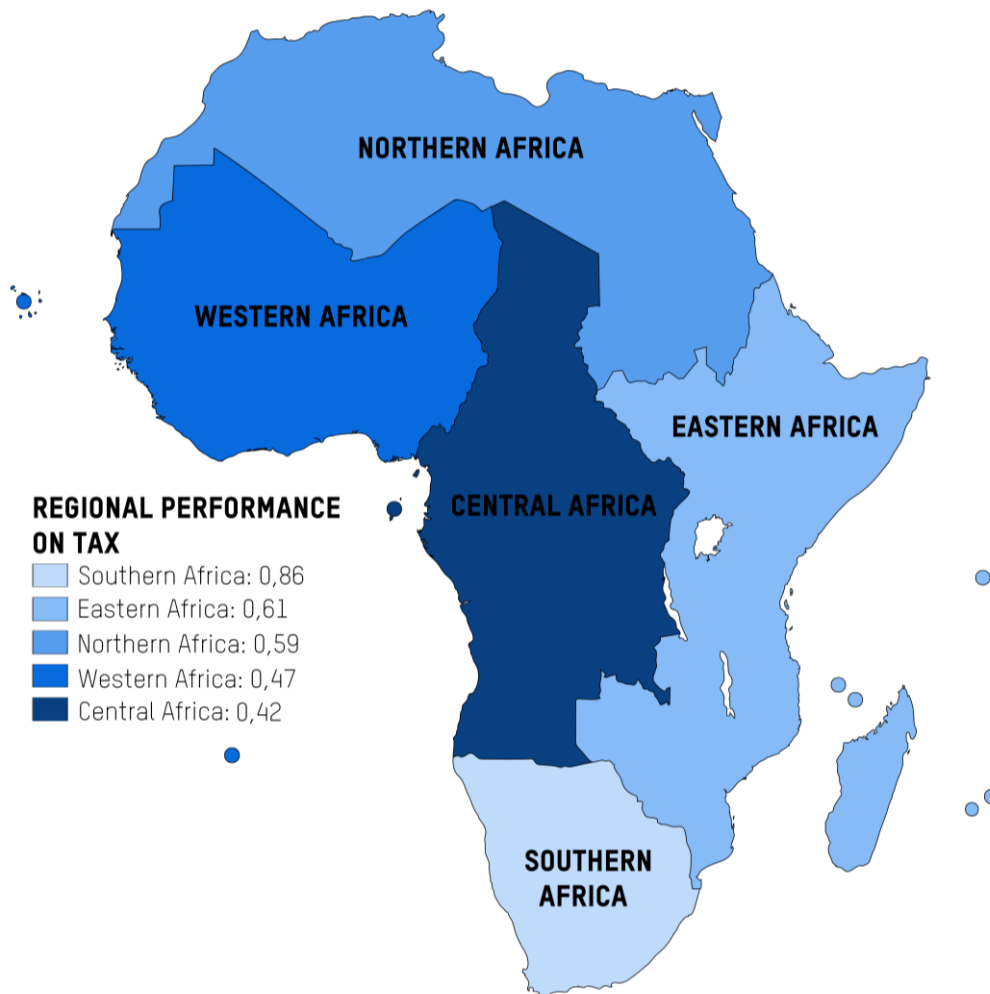 NORTHERN AFRICA
WESTERN AFRICA
EASTERN AFRICA
CENTRAL AFRICA
REGIONAL PERFORMANCE
ON TAX
Southern Africa: 0,86
Eastern Africa: 0,61
Northern Africa: 0,59
Western Africa: 0,47
Central Africa: 0,42
SOUTHERN
AFRICA